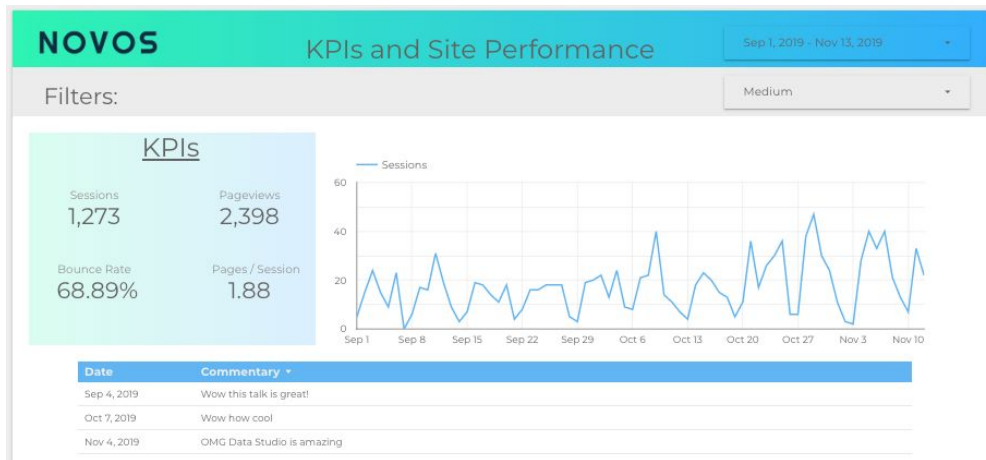 NOVOS
KPIs and Site Performance
Sep 1, 2019 - Nov 13, 2019
Filters:
Medium
KPIs
Sessions
1,273
Pageviews
2,398
Bounce Rate
68.89%
Pages / Session
1.88
Sessions
60
40
20
0
Sep 1 Sep 8 Sep 15 Sep 22 Sep 29 Oct 6 Oct 13 Oct 20 Oct 27 Nov 3 Nov 10
Date Commentary
Sep 4, 2019 Wow this talk is great!
Oct 7, 2019 Wow how cool
Nov 4, 2019 OMG Data Studio is amazing